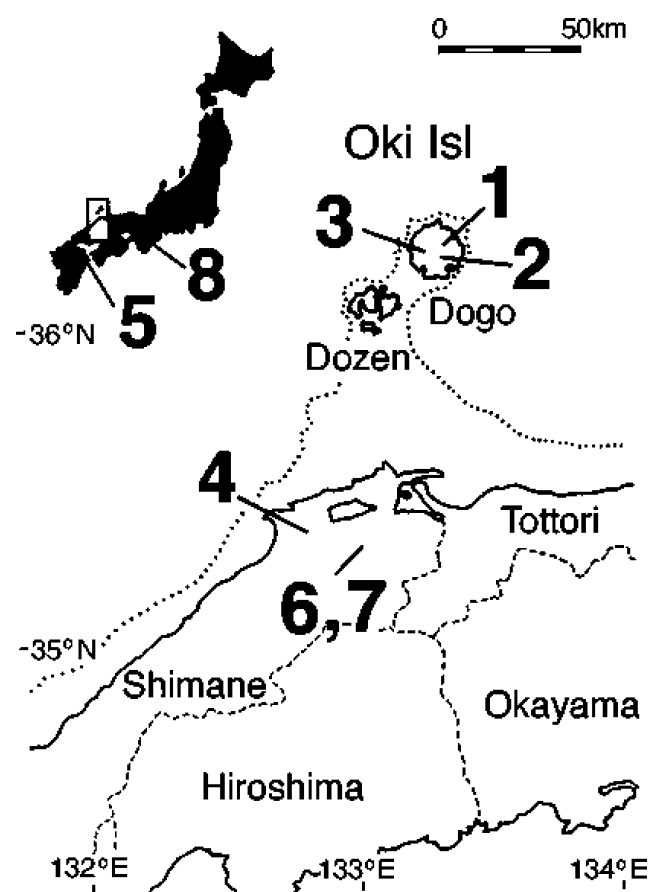 0 50km
Oki Isl
1
3
2
8
5
-36°N
Dogo
Dozen
4
Tottori
6,7
-35°N
Shimane
Okayama
Hiroshima
132°E 133°E 134°E